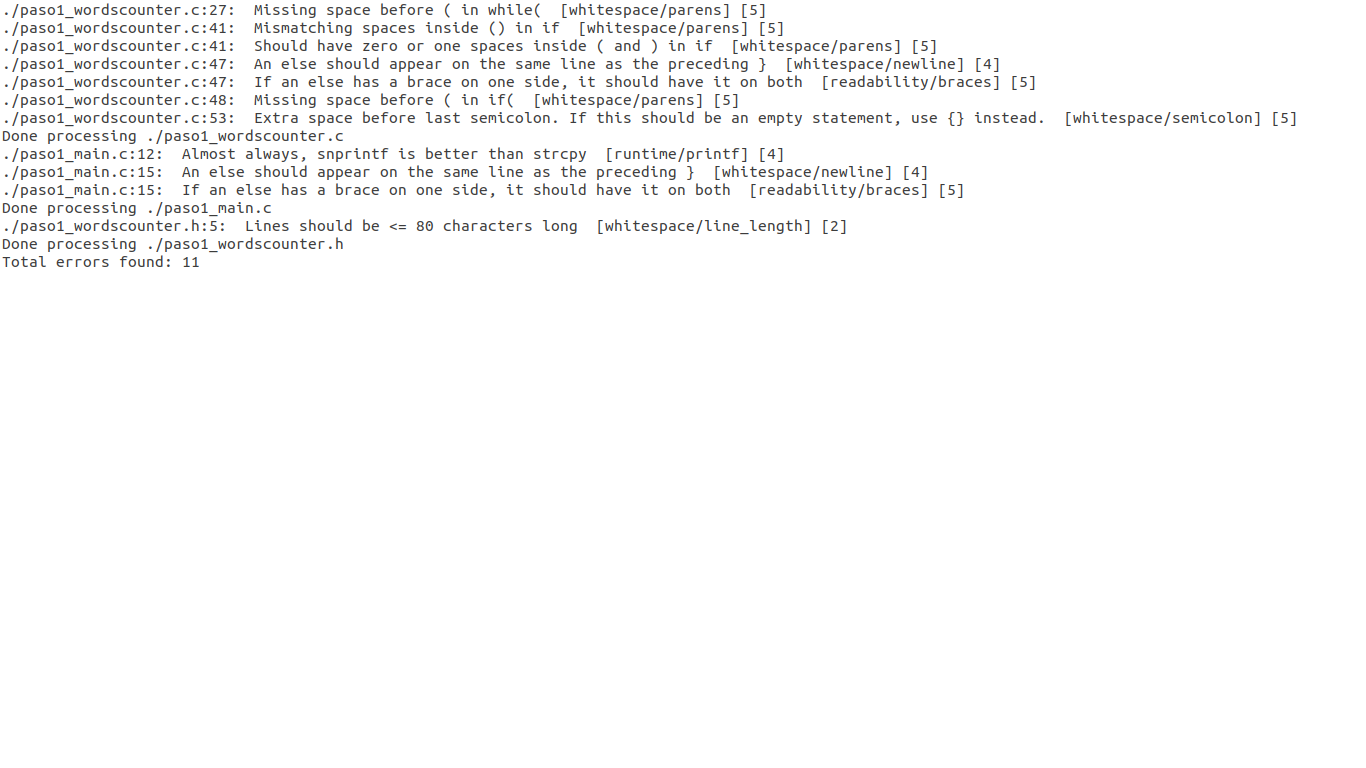 ./paso1_wordscounter.c:27:  Missing space before ( in while(  [whitespace/parens] [5]
./paso1_wordscounter.c:41:  Mismatching spaces inside () in if  [whitespace/parens] [5]
./paso1_wordscounter.c:41:  Should have zero or one spaces inside ( and ) in if  [whitespace/parens] [5]
./paso1_wordscounter.c:47:  An else should appear on the same line as the preceding }  [whitespace/newline] [4]
./paso1_wordscounter.c:47:  If an else has a brace on one side, it should have it on both  [readability/braces] [5]
./paso1_wordscounter.c:48:  Missing space before ( in if(  [whitespace/parens] [5]
./paso1_wordscounter.c:53:  Extra space before last semicolon. If this should be an empty statement, use {} instead.  [whitespace/semicolon] [5]
Done processing ./paso1_wordscounter.c
./paso1_main.c:12:  Almost always, snprintf is better than strcpy  [runtime/printf] [4]
./paso1_main.c:15:  An else should appear on the same line as the preceding }  [whitespace/newline] [4]
./paso1_main.c:15:  If an else has a brace on one side, it should have it on both  [readability/braces] [5]
Done processing ./paso1_main.c
./paso1_wordscounter.h:5:  Lines should be <= 80 characters long  [whitespace/line_length] [2]
Done processing ./paso1_wordscounter.h
Total errors found: 11